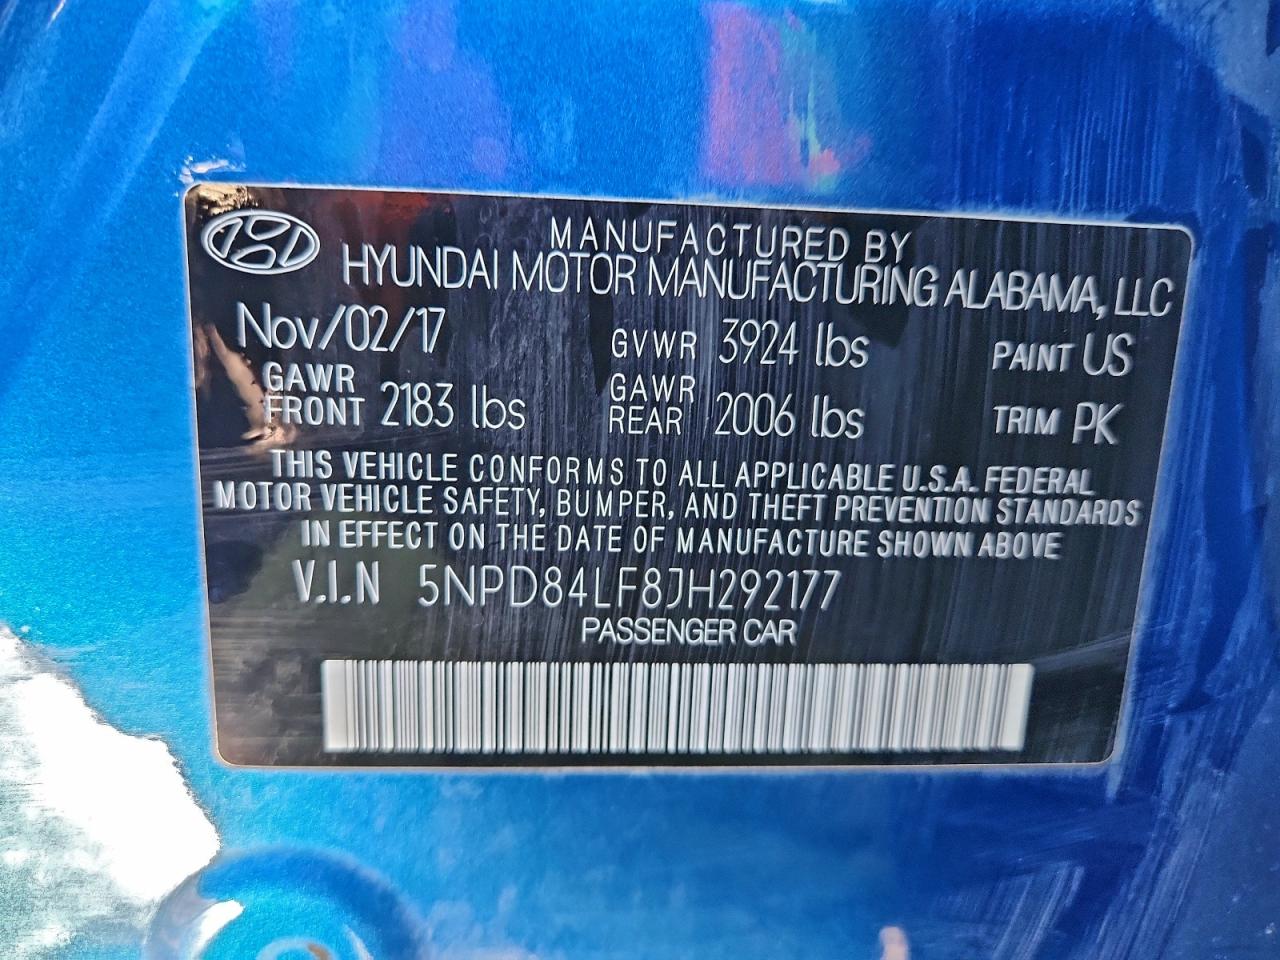 MANUFACTURED BY
HYUNDAI MOTOR MANUFACTURING ALABAMA, LLC
Nov/02/17 GVWR 3924 lbs PAINT US
GAWR FRONT 2183 lbs GAWR REAR 2006 lbs TRIM PK
THIS VEHICLE CONFORMS TO ALL APPLICABLE U.S.A. FEDERAL
MOTOR VEHICLE SAFETY, BUMPER, AND THEFT PREVENTION STANDARDS
IN EFFECT ON THE DATE OF MANUFACTURE SHOWN ABOVE
V.I.N 5NPD84LF8JH292177
PASSENGER CAR